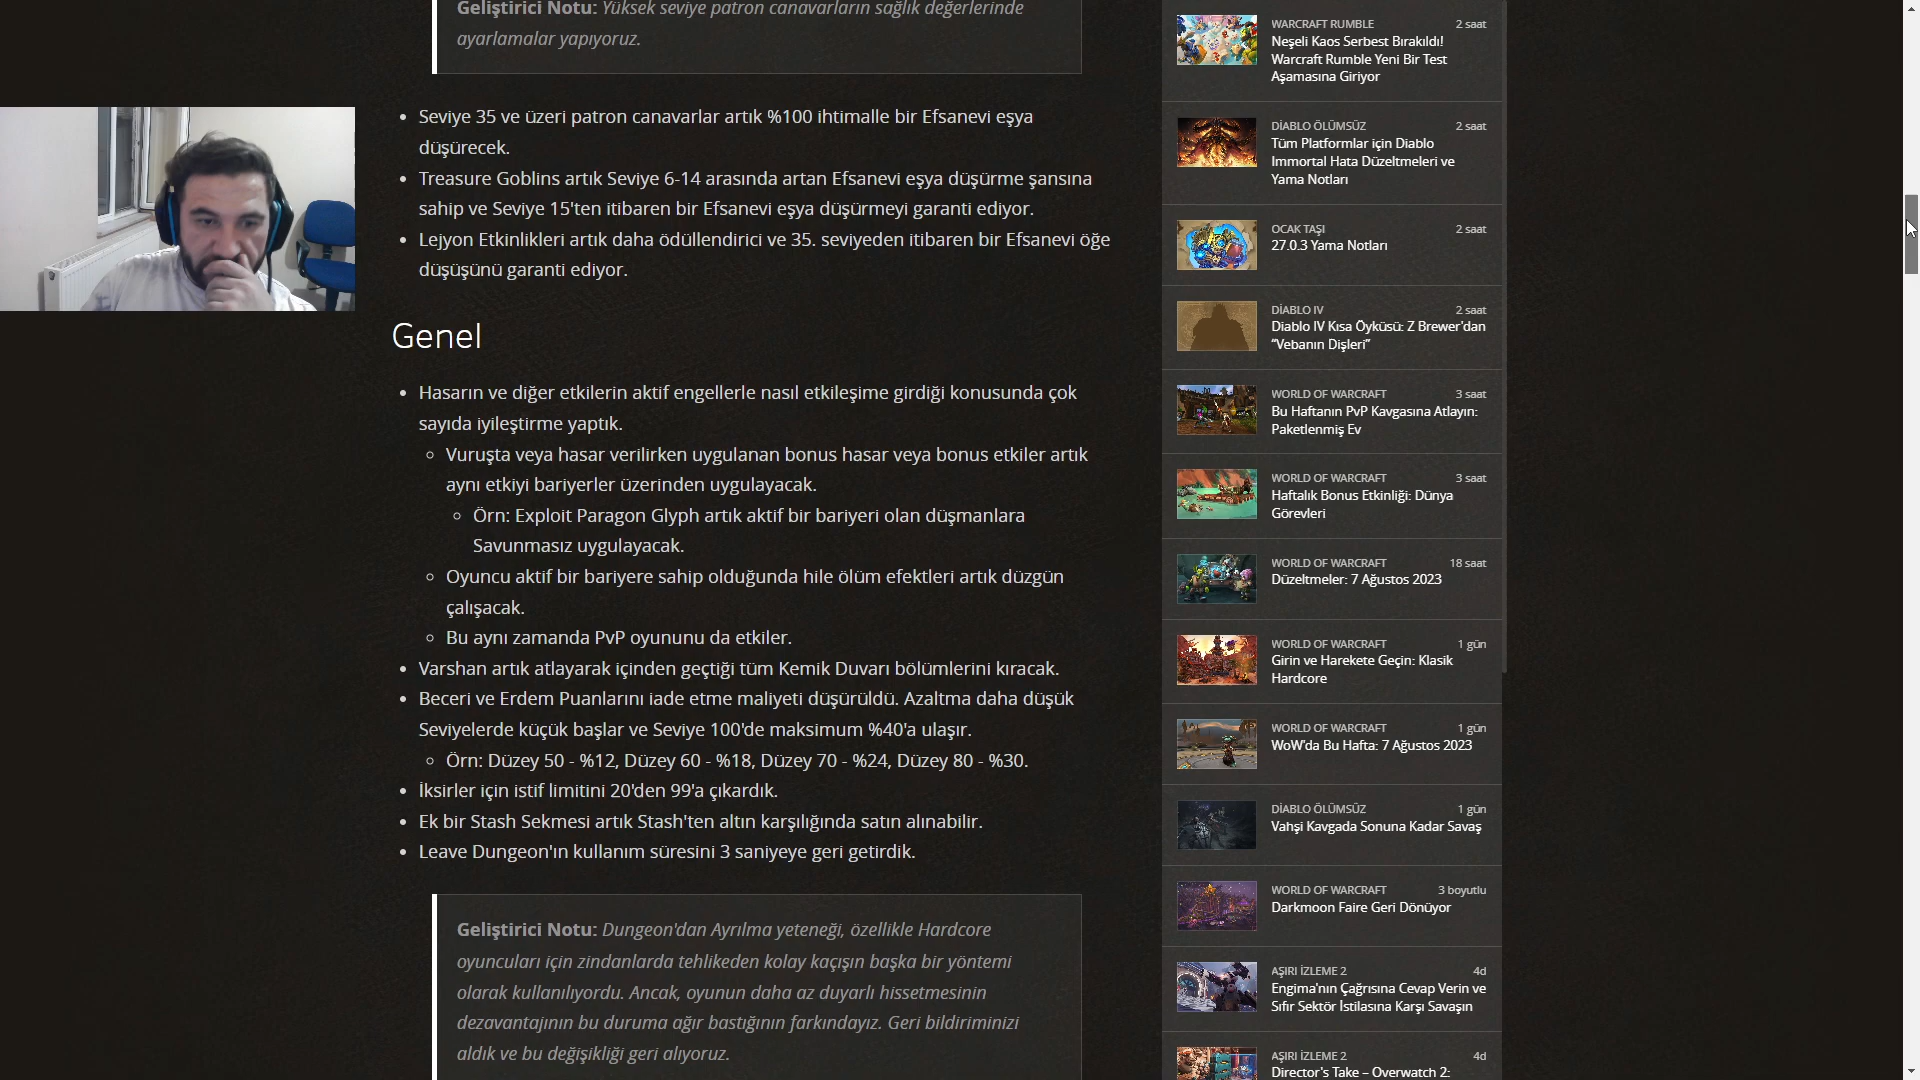 Geliştirici Notu: Yüksek seviye patron canavarların sağlık değerlerinde
ayarlamalar yapıyoruz.
Seviye 35 ve üzeri patron canavarlar artık %100 ihtimalle bir Efsanevi eşya
düşürecek.
Treasure Goblins artık Seviye 6-14 arasında artan Efsanevi eşya düşürme şansına
sahip ve Seviye 15'ten itibaren bir Efsanevi eşya düşürmeyi garanti ediyor.
Lejyon Etkinlikleri artık daha ödüllendirici ve 35. seviyeden itibaren bir Efsanevi öğe
düşüşünü garanti ediyor.
Genel
Hasarın ve diğer etkilerin aktif engellerle nasıl etkileşime girdiği konusunda çok
sayıda iyileştirme yaptık.
Vuruşta veya hasar verilirken uygulanan bonus hasar veya bonus etkiler artık
aynı etkiyi bariyerler üzerinden uygulayacak.
Örn: Exploit Paragon Glyph artık aktif bir bariyeri olan düşmanlara
Savunmasız uygulayacak.
Oyuncu aktif bir bariyere sahip olduğunda hile ölüm efektleri artık düzgün
çalışacak.
Bu aynı zamanda PvP oyununu da etkiler.
Varshan artık atlayarak içinden geçtiği tüm Kemik Duvarı bölümlerini kıracak.
Beceri ve Erdem Puanlarını iade etme maliyeti düşürüldü. Azaltma daha düşük
Seviyelerde küçük başlar ve Seviye 100'de maksimum %40'a ulaşır.
Örn: Düzey 50 - %12, Düzey 60 - %18, Düzey 70 - %24, Düzey 80 - %30.
İksirler için istif limitini 20'den 99'a çıkardık.
Ek bir Stash Sekmesi artık Stash'ten altın karşılığında satın alınabilir.
Leave Dungeon'ın kullanım süresini 3 saniyeye geri getirdik.
Geliştirici Notu: Dungeon'dan Ayrılma yeteneği, özellikle Hardcore
oyuncuları için zindanlarda tehlikeden kolay kaçışın başka bir yöntemi
olarak kullanılıyordu. Ancak, oyunun daha az duyarlı hissetmesinin
dezavantajının bu duruma ağır bastığının farkındayız. Geri bildiriminizi
aldık ve bu değişikliği geri alıyoruz.
WARCRAFT RUMBLE 2 saat
Neşeli Kaos Serbest Bırakıldı!
Warcraft Rumble Yeni Bir Test
Aşamasına Giriyor
DİABLO ÖLÜMSÜZ 2 saat
Tüm Platformlar için Diablo
Immortal Hata Düzeltmeleri ve
Yama Notları
OCAK TAŞI 2 saat
27.0.3 Yama Notları
DİABLO IV 2 saat
Diablo IV Kısa Öyküsü: Z Brewer'dan
“Vebanın Dişleri”
WORLD OF WARCRAFT 3 saat
Bu Haftanın PvP Kavgasına Atlayın:
Paketlenmiş Ev
WORLD OF WARCRAFT 3 saat
Haftalık Bonus Etkinliği: Dünya
Görevleri
WORLD OF WARCRAFT 18 saat
Düzeltmeler: 7 Ağustos 2023
WORLD OF WARCRAFT 1 gün
Girin ve Harekete Geçin: Klasik
Hardcore
WORLD OF WARCRAFT 1 gün
WoW'da Bu Hafta: 7 Ağustos 2023
DİABLO ÖLÜMSÜZ 1 gün
Vahşi Kavgada Sonuna Kadar Savaş
WORLD OF WARCRAFT 3 boyutlu
Darkmoon Faire Geri Dönüyor
AŞIRI İZLEME 2 4d
Engima'nın Çağrısına Cevap Verin ve
Sıfır Sektör İstilasına Karşı Savaşın
AŞIRI İZLEME 2 4d
Director's Take – Overwatch 2: